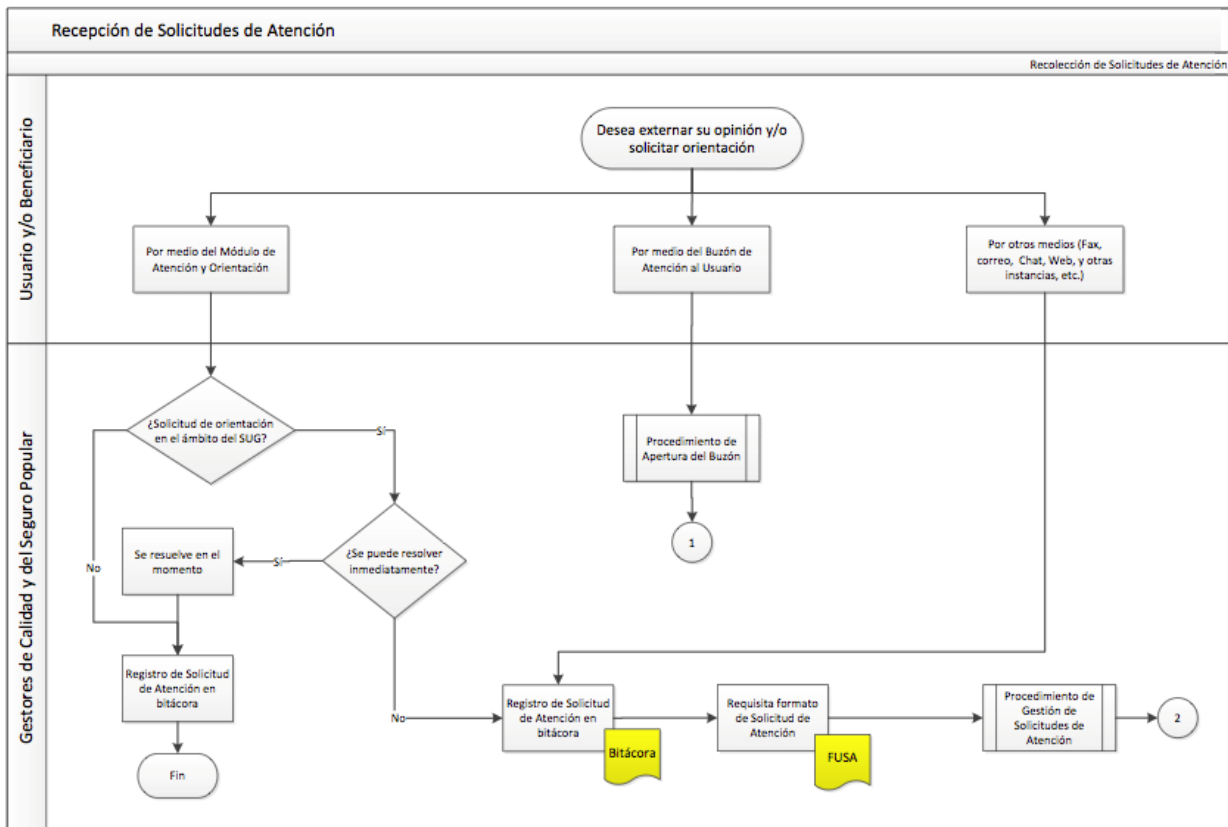 Recepción de Solicitudes de Atención
Recolección de Solicitudes de Atención
Usuario y/o Beneficiario
Desea externar su opinión y/o
solicitar orientación
Por medio del Módulo de
Atención y Orientación
Por medio del Buzón de
Atención al Usuario
Por otros medios (Fax,
correo, Chat, Web, y otras
instancias, etc.)
Gestores de Calidad y del Seguro Popular
¿Solicitud de orientación
en el ámbito del SUG?
Sí
No
Procedimiento de
Apertura del Buzón
1
¿Se puede resolver
inmediatamente?
Sí
Se resuelve en el
momento
Registro de Solicitud
de Atención en
bitácora
Fin
No
Registro de Solicitud
de Atención en
bitácora
Bitácora
Requisita formato
de Solicitud de
Atención
FUSA
Procedimiento de
Gestión de
Solicitudes de
Atención
2